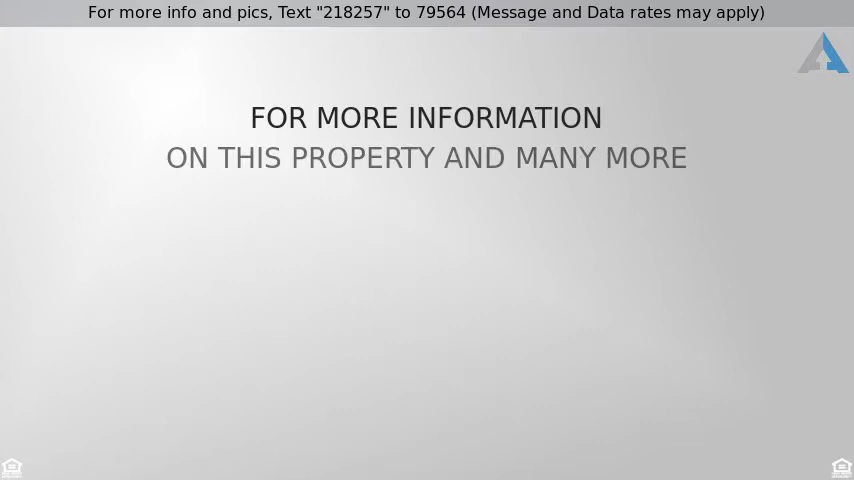 For more info and pics, Text "218257" to 79564 (Message and Data rates may apply)
FOR MORE INFORMATION
ON THIS PROPERTY AND MANY MORE